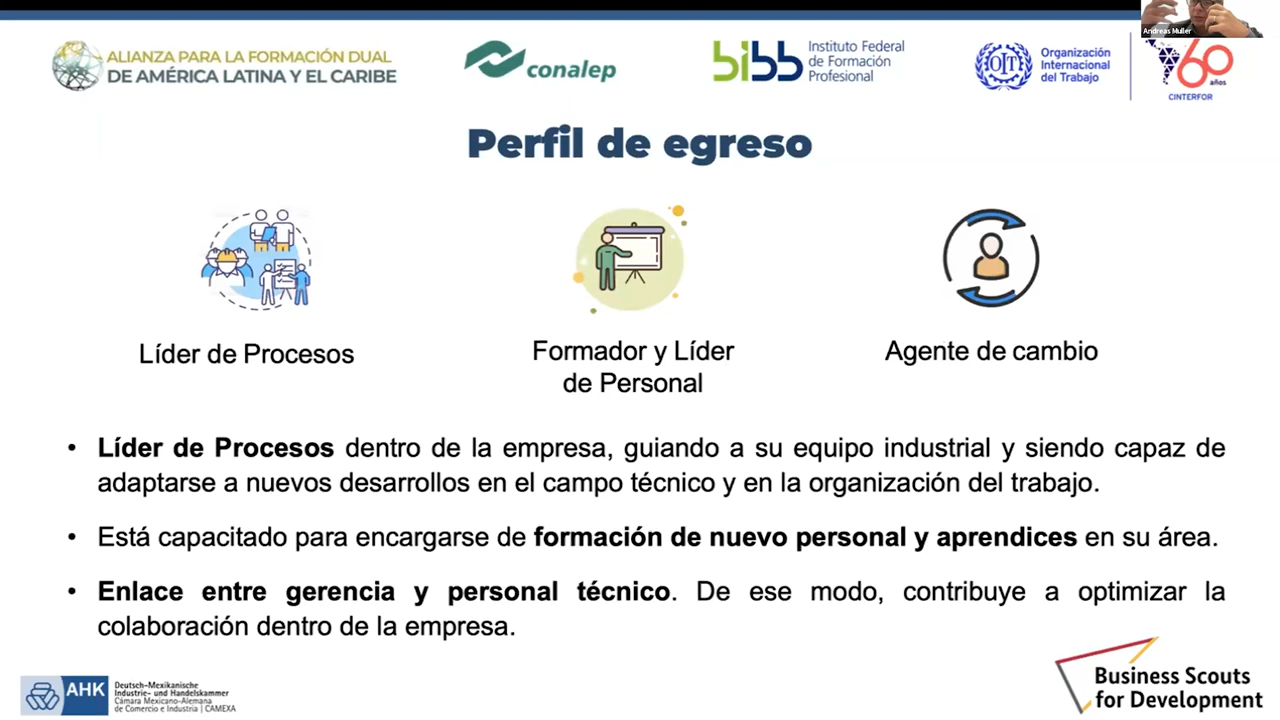 Andreas Muller
ALIANZA PARA LA FORMACIÓN DUAL
DE AMÉRICA LATINA Y EL CARIBE
conalep
bibb
Instituto Federal
de Formación
Profesional
OIT
Organización
Internacional
del Trabajo
60
años
CINTERFOR
Perfil de egreso
Líder de Procesos
Formador y Líder
de Personal
Agente de cambio
• Líder de Procesos dentro de la empresa, guiando a su equipo industrial y siendo capaz de
adaptarse a nuevos desarrollos en el campo técnico y en la organización del trabajo.
• Está capacitado para encargarse de formación de nuevo personal y aprendices en su área.
• Enlace entre gerencia y personal técnico. De ese modo, contribuye a optimizar la
colaboración dentro de la empresa.
AHK
Deutsch-Mexikanische
Industrie- und Handelskammer
Cámara Mexicano-Alemana
de Comercio e Industria | CAMEXA
Business Scouts
for Development